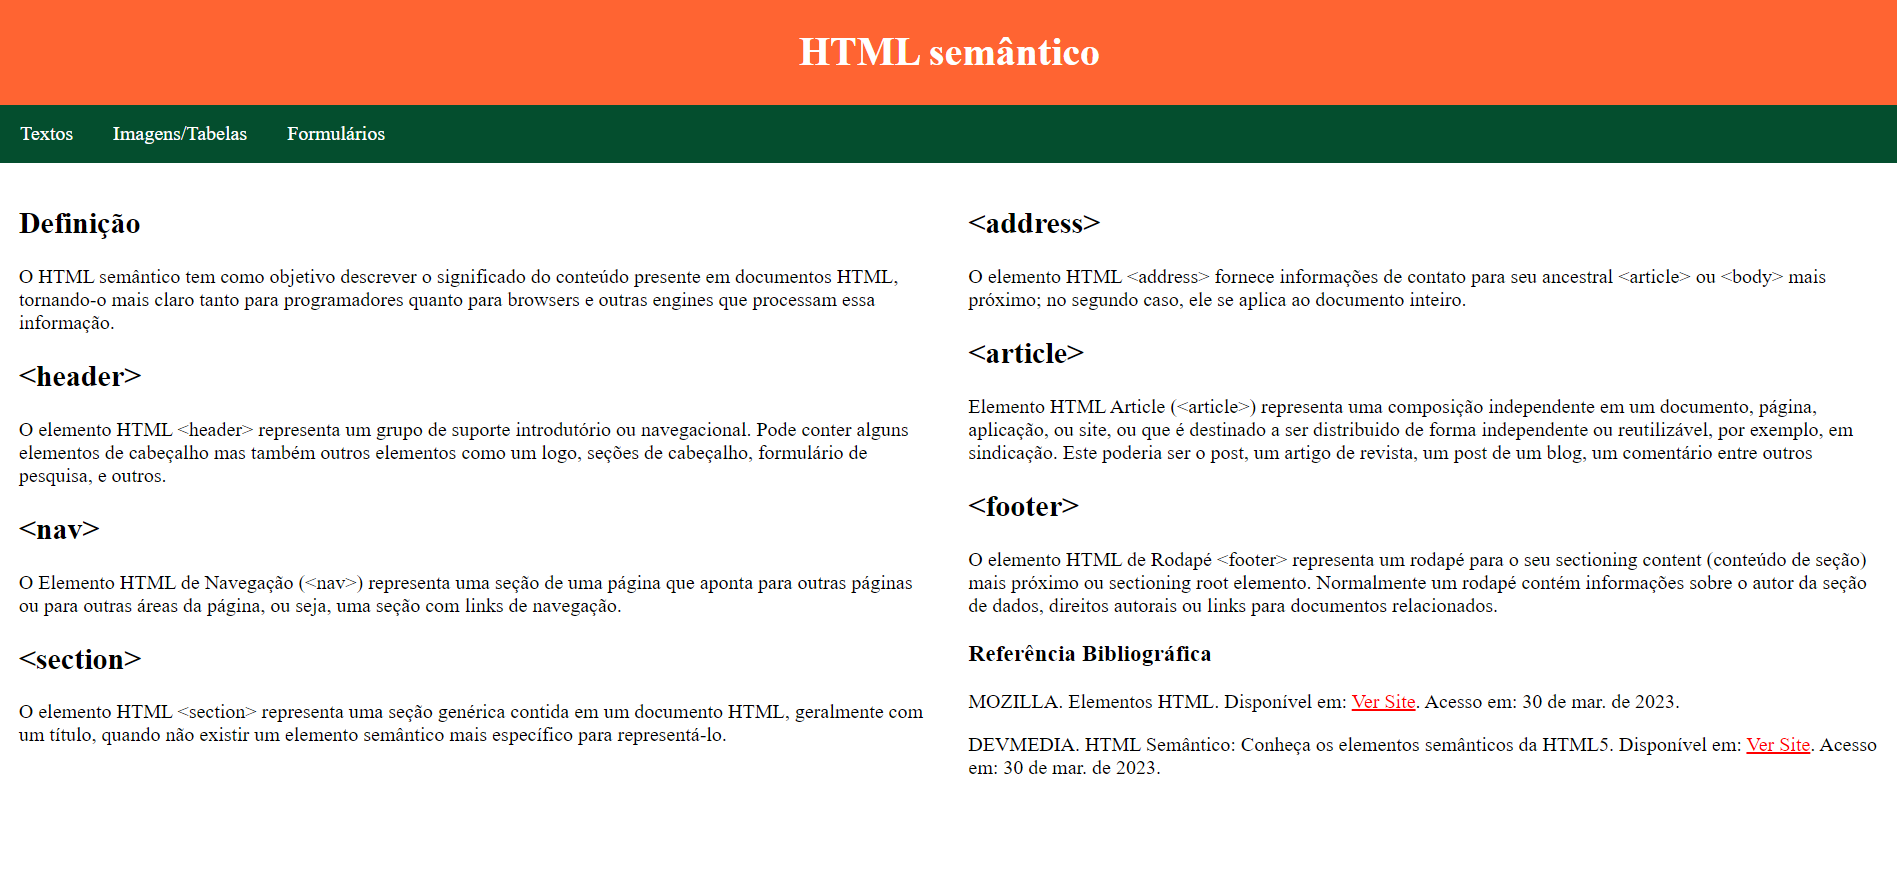 HTML semântico
Textos
Imagens/Tabelas
Formulários
Definição
O HTML semântico tem como objetivo descrever o significado do conteúdo presente em documentos HTML,
tornando-o mais claro tanto para programadores quanto para browsers e outras engines que processam essa
informação.
<header>
O elemento HTML <header> representa um grupo de suporte introdutório ou navegacional. Pode conter alguns
elementos de cabeçalho mas também outros elementos como um logo, seções de cabeçalho, formulário de
pesquisa, e outros.
<nav>
O Elemento HTML de Navegação (<nav>) representa uma seção de uma página que aponta para outras páginas
ou para outras áreas da página, ou seja, uma seção com links de navegação.
<section>
O elemento HTML <section> representa uma seção genérica contida em um documento HTML, geralmente com
um título, quando não existir um elemento semântico mais específico para representá-lo.
<address>
O elemento HTML <address> fornece informações de contato para seu ancestral <article> ou <body> mais
próximo; no segundo caso, ele se aplica ao documento inteiro.
<article>
Elemento HTML Article (<article>) representa uma composição independente em um documento, página,
aplicação, ou site, ou que é destinado a ser distribuido de forma independente ou reutilizável, por exemplo, em
sindicação. Este poderia ser o post, um artigo de revista, um post de um blog, um comentário entre outros
<footer>
O elemento HTML de Rodapé <footer> representa um rodapé para o seu sectioning content (conteúdo de seção)
mais próximo ou sectioning root elemento. Normalmente um rodapé contém informações sobre o autor da seção
de dados, direitos autorais ou links para documentos relacionados.
Referência Bibliográfica
MOZILLA. Elementos HTML. Disponível em: Ver Site. Acesso em: 30 de mar. de 2023.
DEVMEDIA. HTML Semântico: Conheça os elementos semânticos da HTML5. Disponível em: Ver Site. Acesso
em: 30 de mar. de 2023.